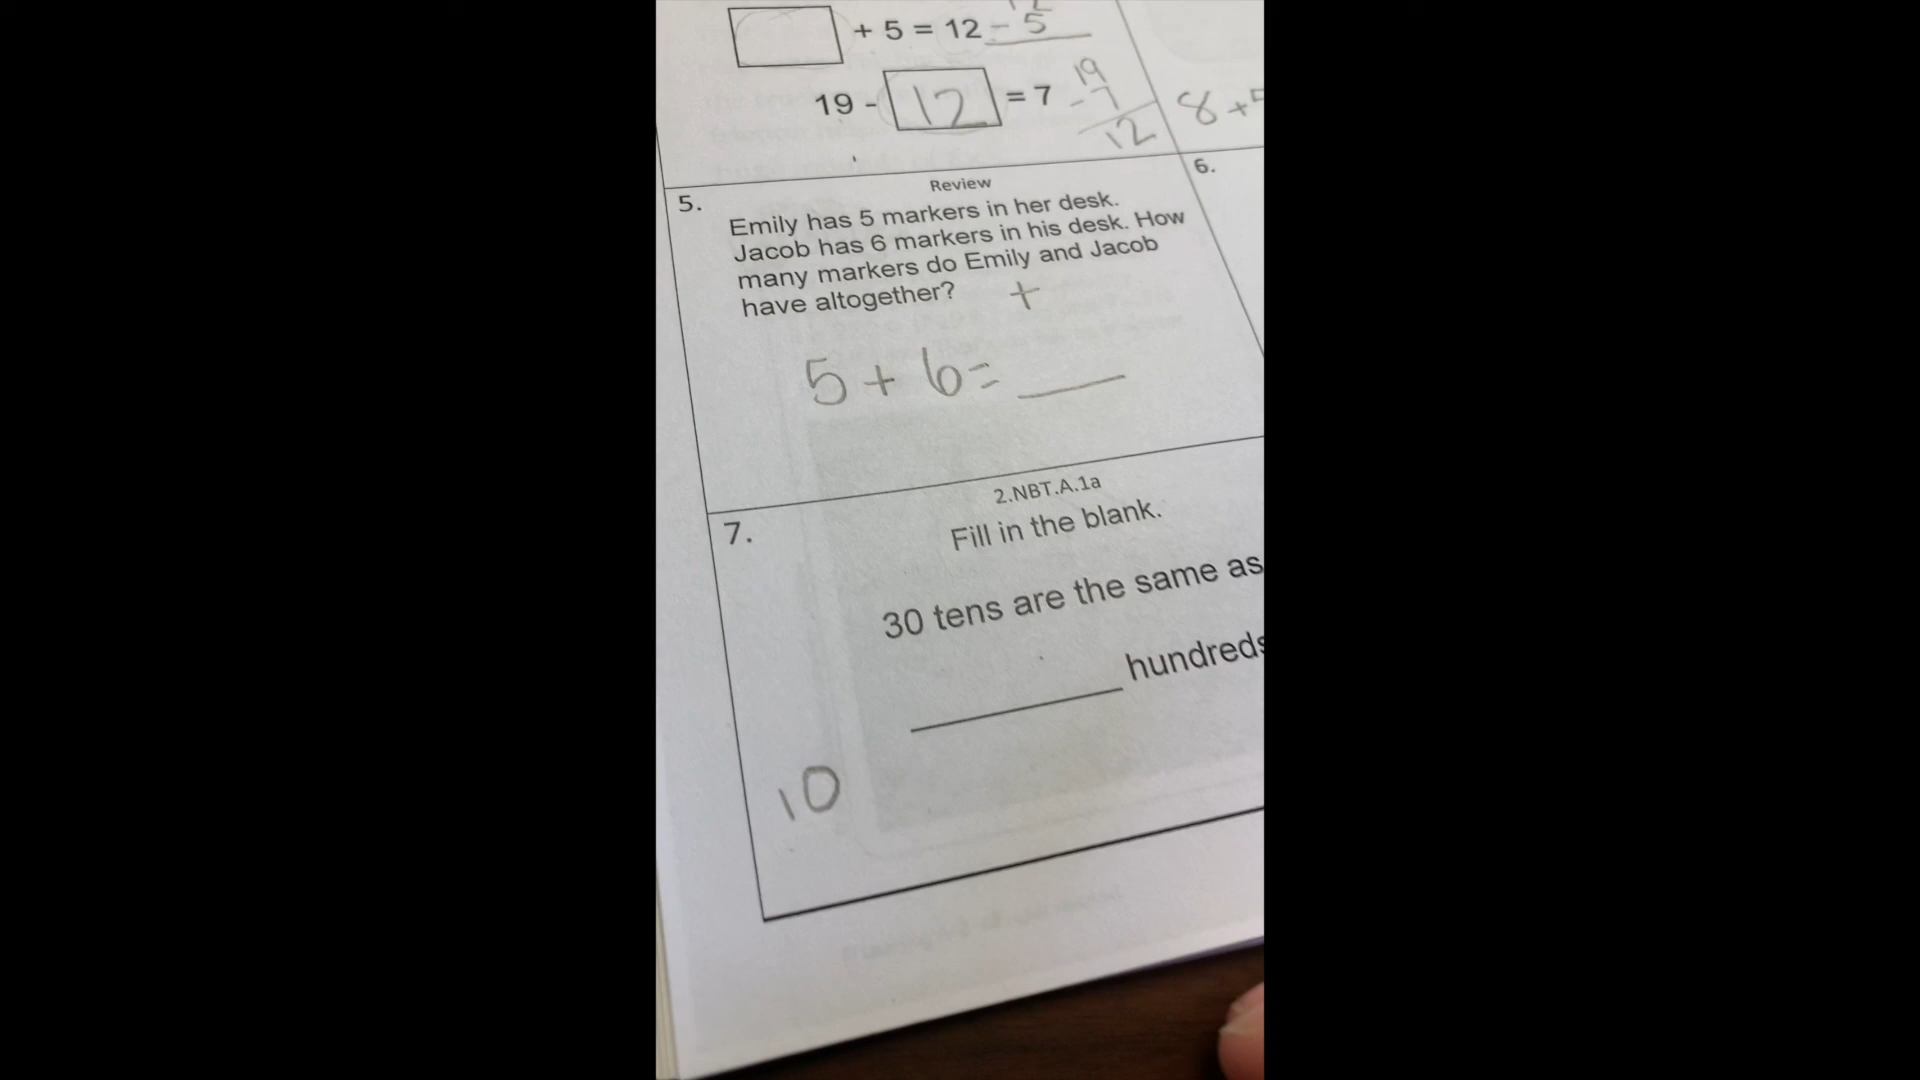 + 5 = 12 - 5
19 - 12 = 7
19
- 7
12
8 +
5.
Review
6.
Emily has 5 markers in her desk.
Jacob has 6 markers in his desk. How
many markers do Emily and Jacob
have altogether? +
5 + 6 =
2.NBT.A.1a
7.
Fill in the blank.
30 tens are the same as
hundreds
10